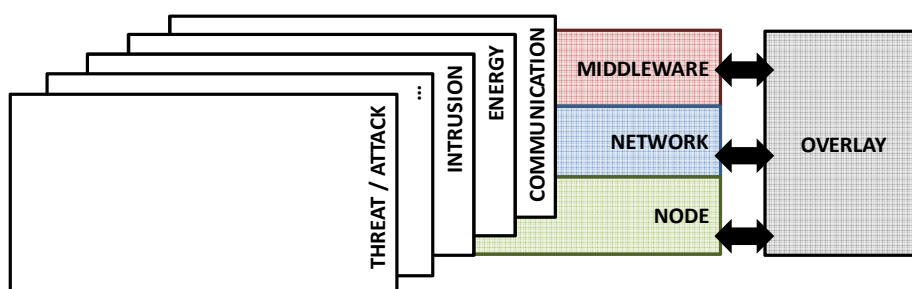 THREAT / ATTACK
...
INTRUSION
ENERGY
COMMUNICATION
MIDDLEWARE
NETWORK
NODE
OVERLAY